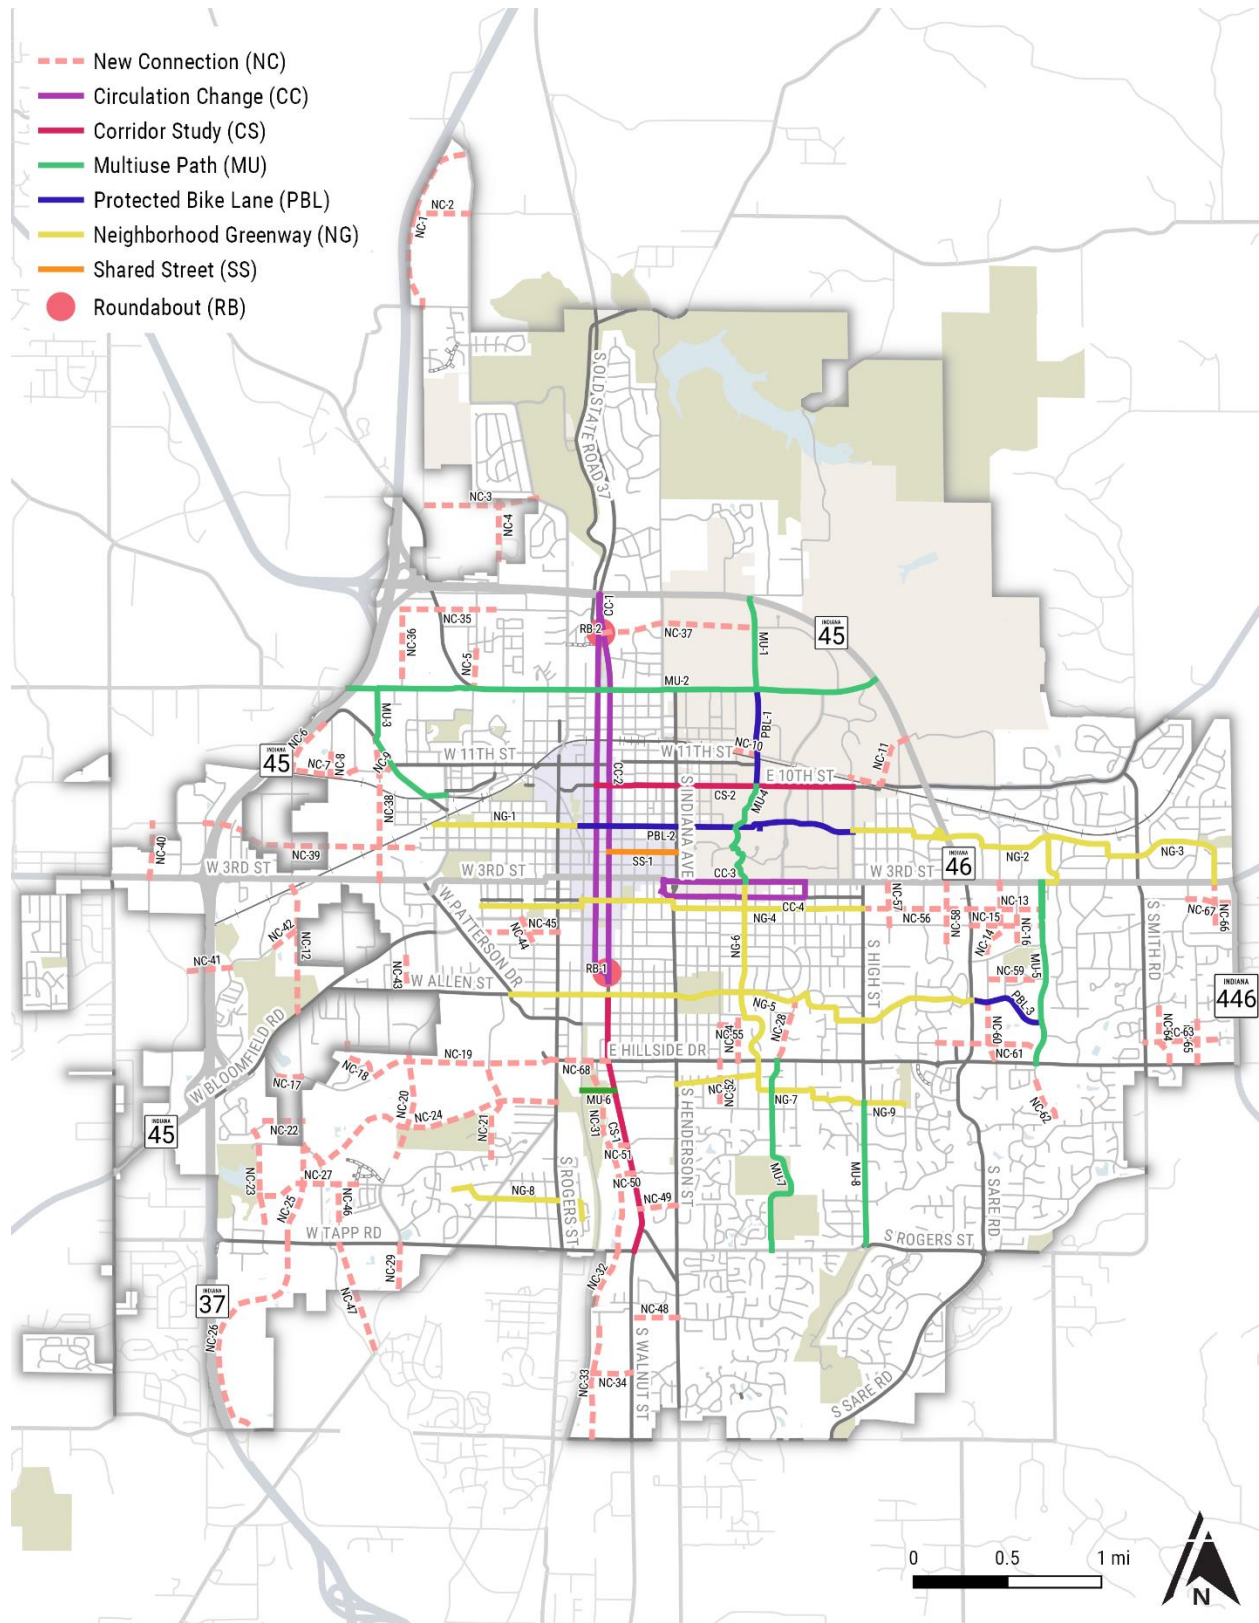 New Connection (NC)
Circulation Change (CC)
Corridor Study (CS)
Multiuse Path (MU)
Protected Bike Lane (PBL)
Neighborhood Greenway (NG)
Shared Street (SS)
Roundabout (RB)
NC-2
NC-1
S OLD STATE ROAD 37
NC-3
NC-4
CC-1
NC-35
RB-2
NC-37
NC-36
MU-1
INDIANA
45
NC-5
MU-2
MU-3
PBL-1
NC-6
W 11TH ST
W 11TH ST
NC-10
NC-11
INDIANA
45
NC-7
NC-8
NC-9
CC-2
S INDIANA AVE
E 10TH ST
CS-2
MU-4
NC-38
NG-1
PBL-2
NC-40
NC-39
SS-1
NG-2
NG-3
W 3RD ST
W 3RD ST
CC-3
W 3RD ST
INDIANA
46
CC-4
NC-57
NC-13
NC-67
NC-66
W PATTERSON DR
NC-45
NC-44
NG-4
NC-56
NC-58
NC-15
NC-14
NC-16
S SMITH RD
NC-42
NC-12
NG-6
S HIGH ST
MU-5
NC-41
RB-1
NC-43
W ALLEN ST
NC-59
INDIANA
446
NG-5
PBL-3
W BLOOMFIELD RD
NC-28
NC-55
NC-60
NC-64
NC-65
E HILLSIDE DR
NC-61
NC-19
NC-18
NC-68
NC-17
NC-20
MU-6
NC-52
NG-7
NG-9
NC-62
INDIANA
45
NC-22
NC-24
NC-21
NC-31
CS-1
S HENDERSON ST
NC-51
NC-27
NC-23
NC-25
NC-46
NG-8
NC-50
NC-49
MU-7
MU-8
S SARE RD
S ROGERS ST
W TAPP RD
S ROGERS ST
NC-29
NC-32
NC-47
INDIANA
37
NC-26
NC-48
NC-33
NC-34
S WALNUT ST
S SARE RD
0
0.5
1 mi
N